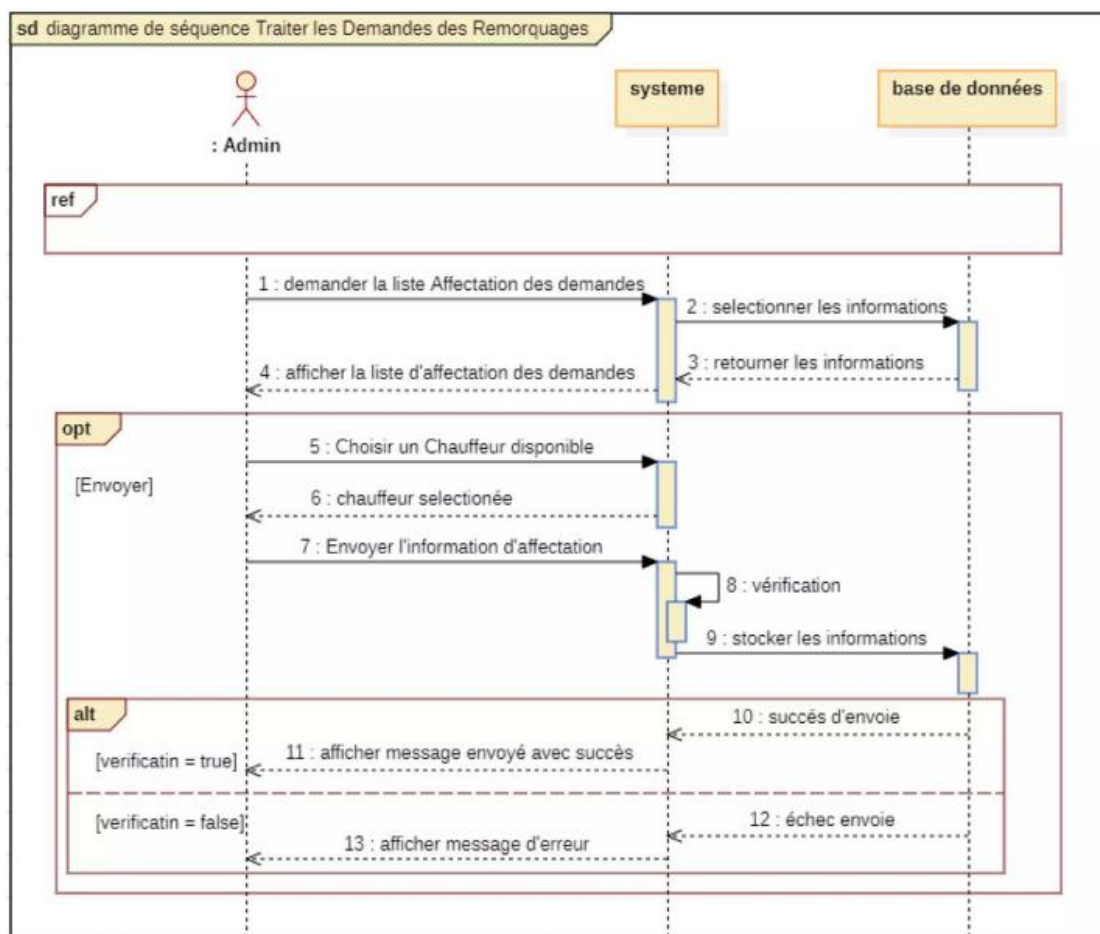 sd diagramme de séquence Traiter les Demandes des Remorquages
systeme
base de données
: Admin
ref
1 : demander la liste Affectation des demandes
2 : selectionner les informations
3 : retourner les informations
4 : afficher la liste d'affectation des demandes
opt
5 : Choisir un Chauffeur disponible
[Envoyer]
6 : chauffeur selectionée
7 : Envoyer l'information d'affectation
8 : vérification
9 : stocker les informations
alt
10 : succés d'envoie
11 : afficher message envoyé avec succès
[verificatin = true]
[verificatin = false]
12 : échec envoie
13 : afficher message d'erreur